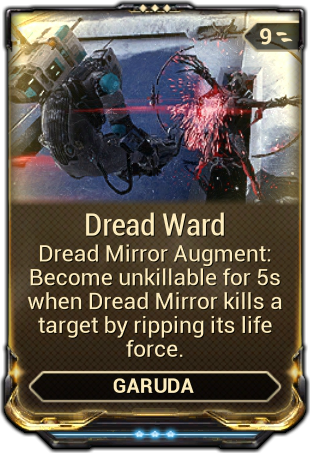 9
Dread Ward
Dread Mirror Augment:
Become unkillable for 5s
when Dread Mirror kills a
target by ripping its life
force.
GARUDA